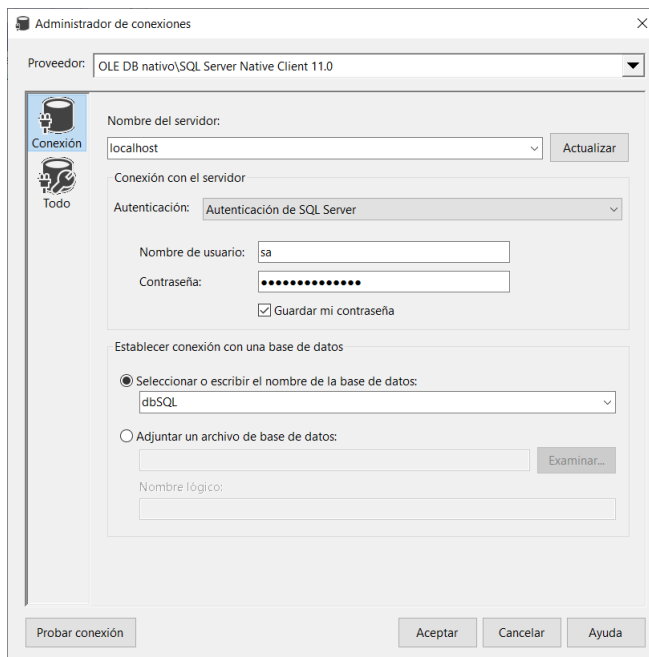 Administrador de conexiones
Proveedor: OLE DB nativo\SQL Server Native Client 11.0
Conexión
Todo
Nombre del servidor:
localhost
Actualizar
Conexión con el servidor
Autenticación: Autenticación de SQL Server
Nombre de usuario: sa
Contraseña: ●●●●●●●●●●●●●●
Guardar mi contraseña
Establecer conexión con una base de datos
Seleccionar o escribir el nombre de la base de datos:
dbSQL
Adjuntar un archivo de base de datos:
Examinar...
Nombre lógico:
Probar conexión Aceptar Cancelar Ayuda